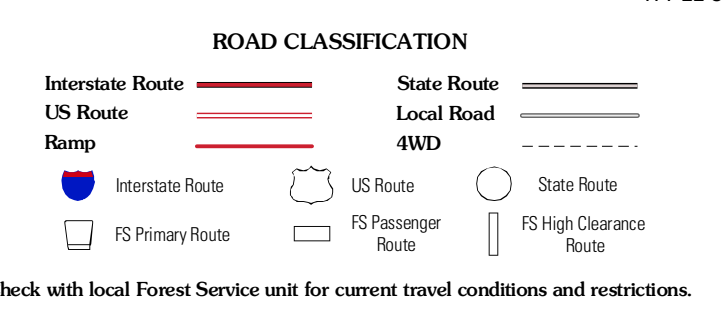 ROAD CLASSIFICATION
Interstate Route
State Route
US Route
Local Road
Ramp
4WD
Interstate Route
US Route
State Route
FS Primary Route
FS Passenger
Route
FS High Clearance
Route
heck with local Forest Service unit for current travel conditions and restrictions.